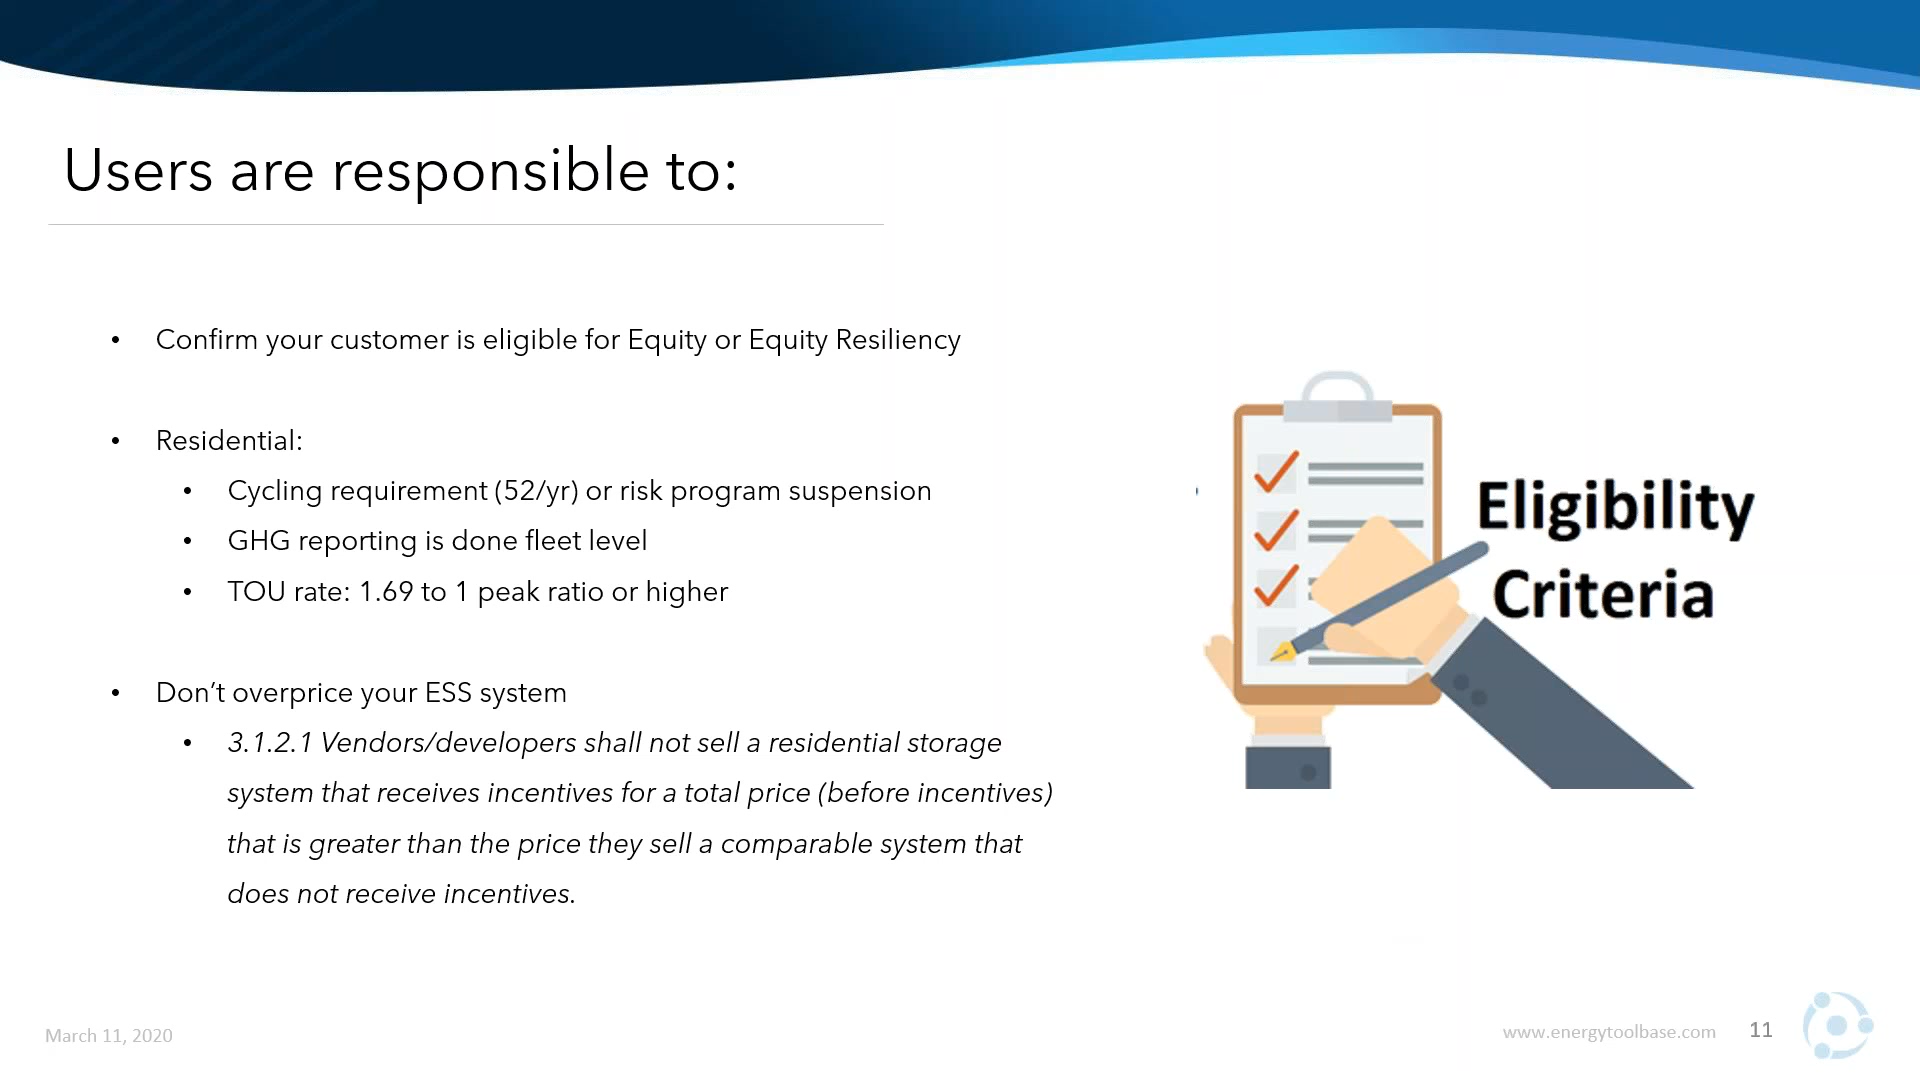 Users are responsible to:
• Confirm your customer is eligible for Equity or Equity Resiliency
• Residential:
• Cycling requirement (52/yr) or risk program suspension
• GHG reporting is done fleet level
• TOU rate: 1.69 to 1 peak ratio or higher
• Don’t overprice your ESS system
• 3.1.2.1 Vendors/developers shall not sell a residential storage
system that receives incentives for a total price (before incentives)
that is greater than the price they sell a comparable system that
does not receive incentives.
Eligibility
Criteria
March 11, 2020
www.energytoolbase.com
11